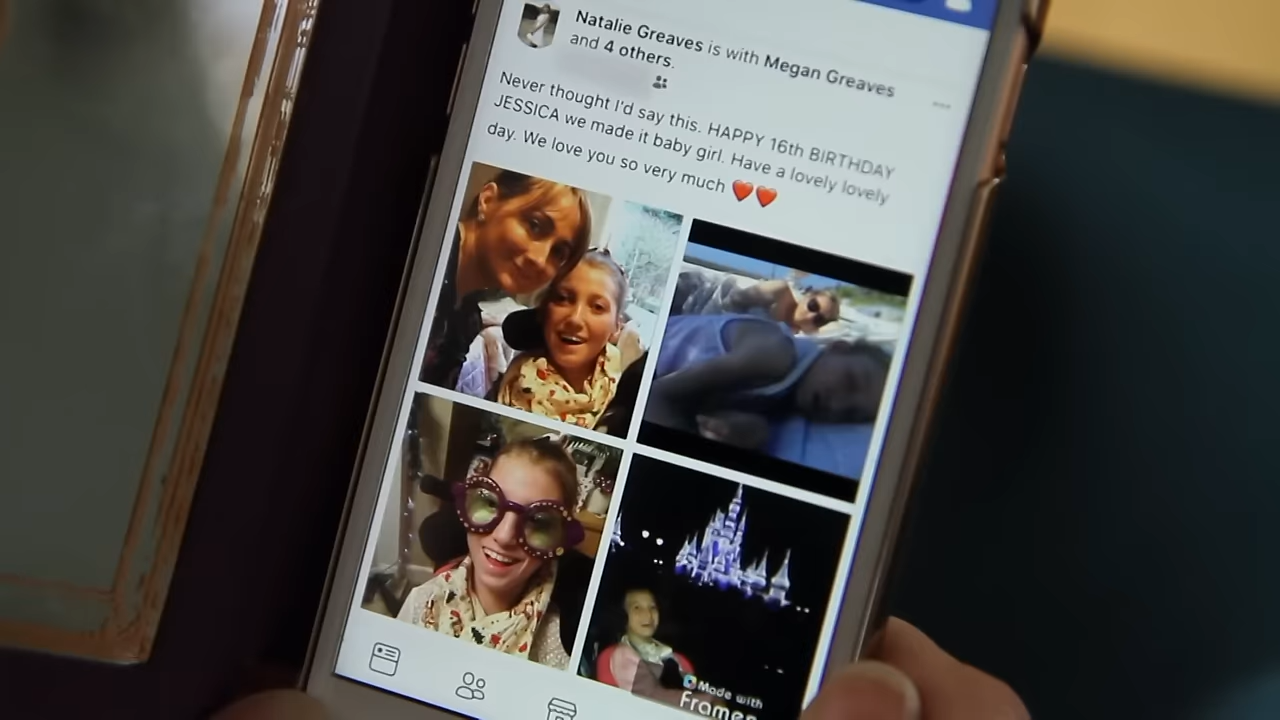 Natalie Greaves is with Megan Greaves
and 4 others.
Never thought I'd say this. HAPPY 16th BIRTHDAY
JESSICA we made it baby girl. Have a lovely lovely
day. We love you so very much ❤️❤️
Made with